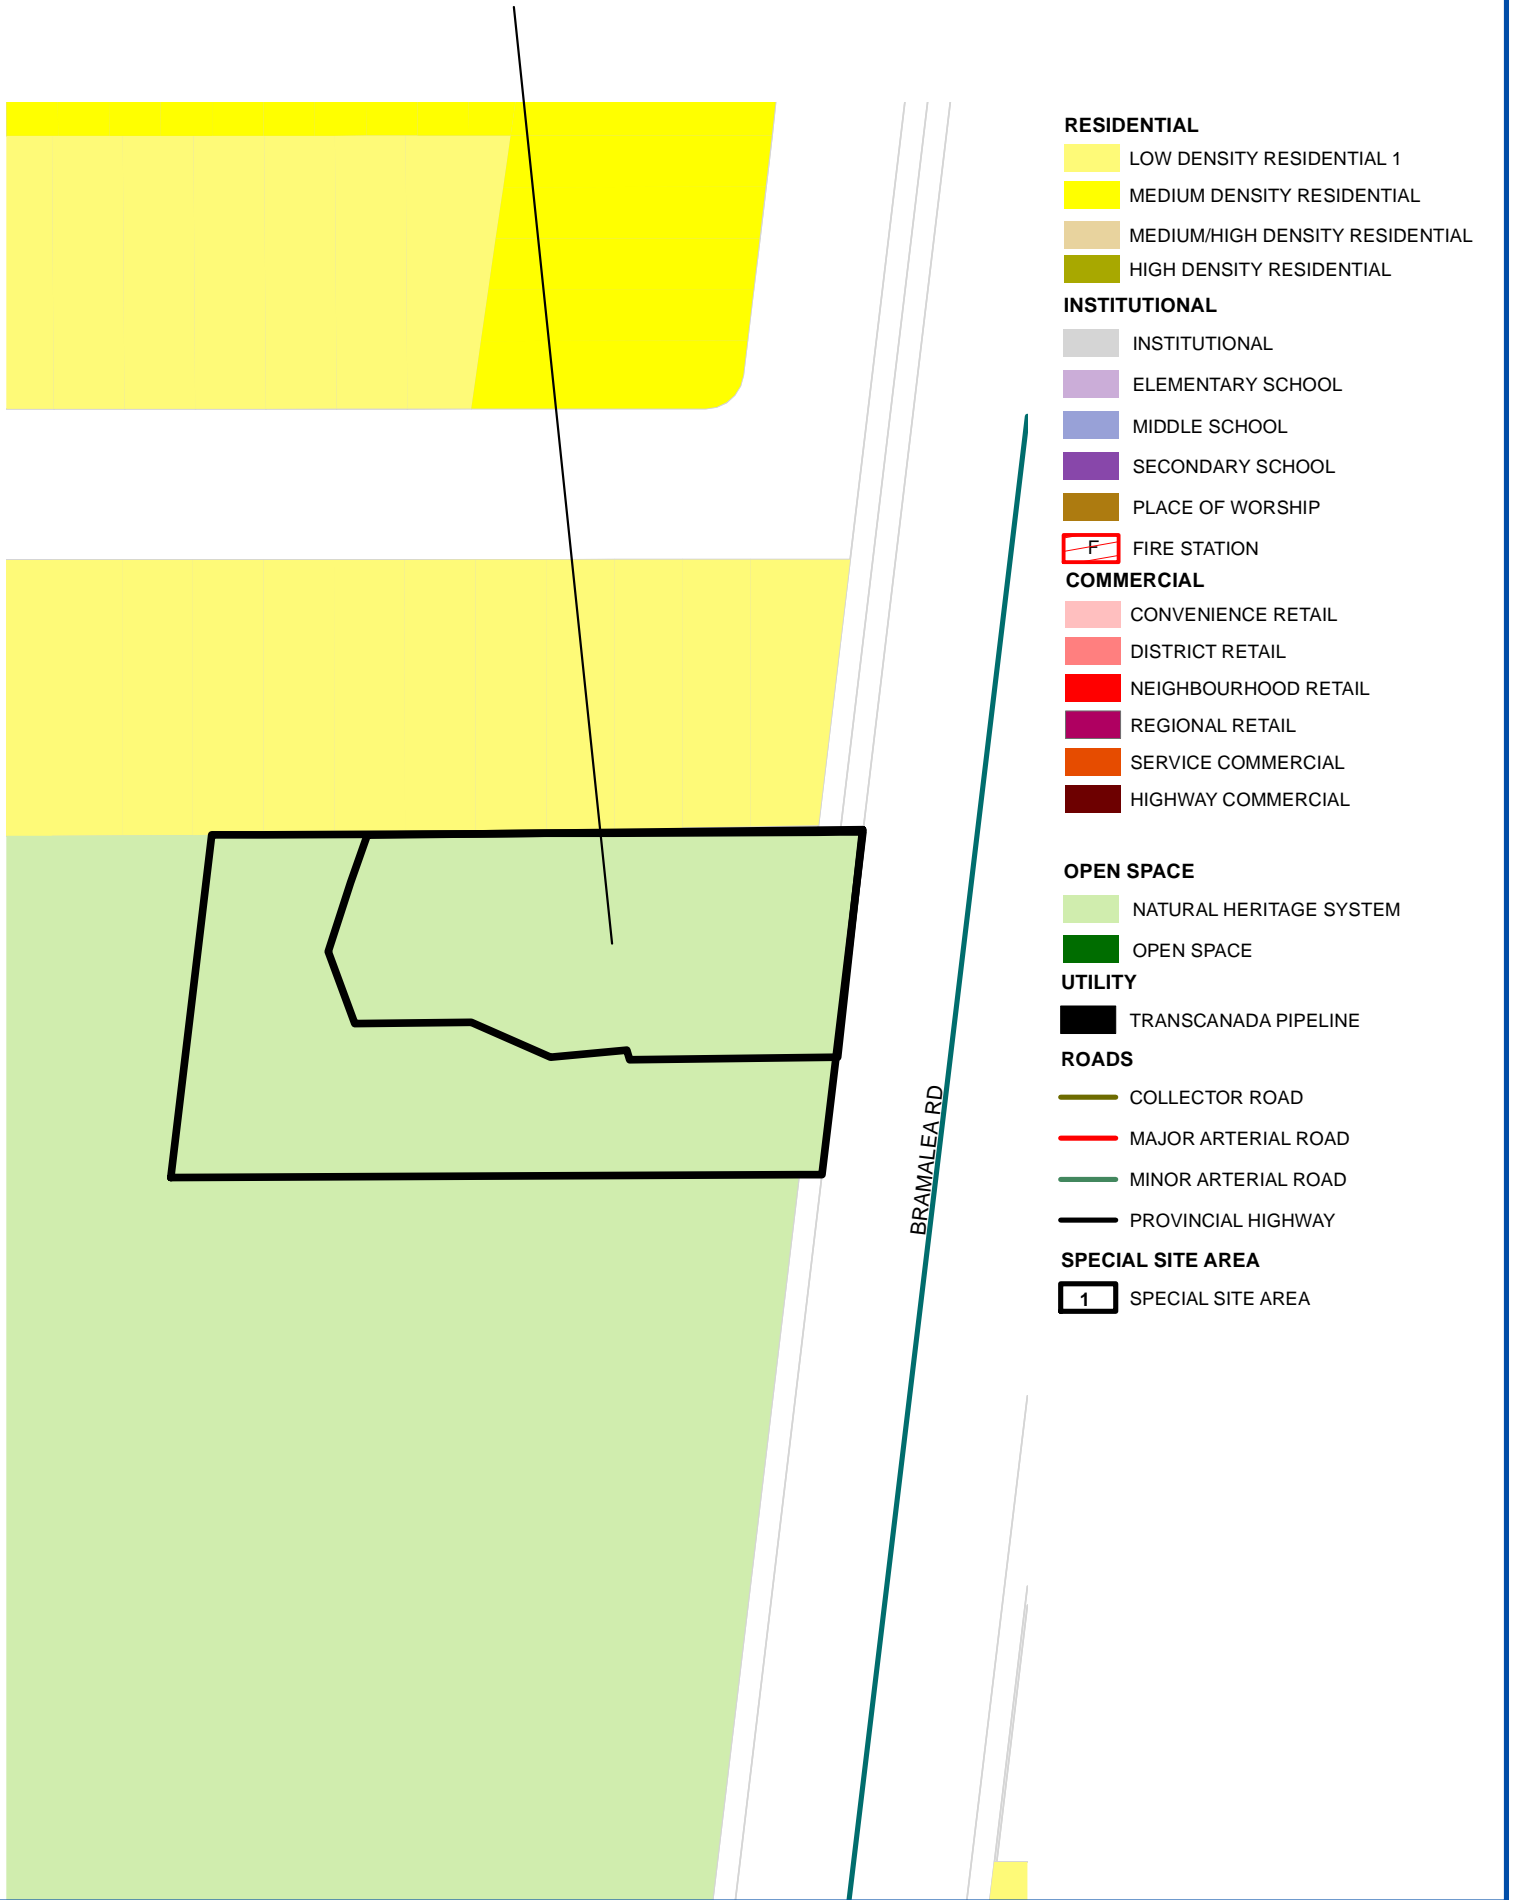 RESIDENTIAL
LOW DENSITY RESIDENTIAL 1
MEDIUM DENSITY RESIDENTIAL
MEDIUM/HIGH DENSITY RESIDENTIAL
HIGH DENSITY RESIDENTIAL
INSTITUTIONAL
INSTITUTIONAL
ELEMENTARY SCHOOL
MIDDLE SCHOOL
SECONDARY SCHOOL
PLACE OF WORSHIP
F FIRE STATION
COMMERCIAL
CONVENIENCE RETAIL
DISTRICT RETAIL
NEIGHBOURHOOD RETAIL
REGIONAL RETAIL
SERVICE COMMERCIAL
HIGHWAY COMMERCIAL
OPEN SPACE
NATURAL HERITAGE SYSTEM
OPEN SPACE
UTILITY
TRANSCANADA PIPELINE
ROADS
COLLECTOR ROAD
MAJOR ARTERIAL ROAD
MINOR ARTERIAL ROAD
PROVINCIAL HIGHWAY
SPECIAL SITE AREA
1 SPECIAL SITE AREA
BRAMALEA RD